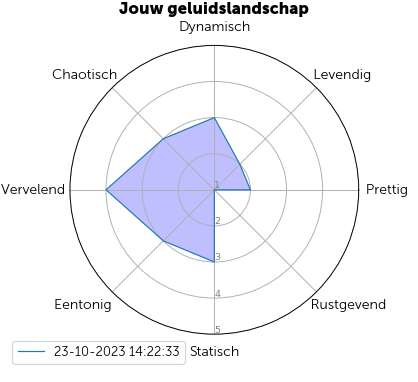 Jouw geluidslandschap
Dynamisch
Chaotisch
Levendig
Vervelend
1
Prettig
2
3
4
Eentonig
Rustgevend
5
23-10-2023 14:22:33
Statisch